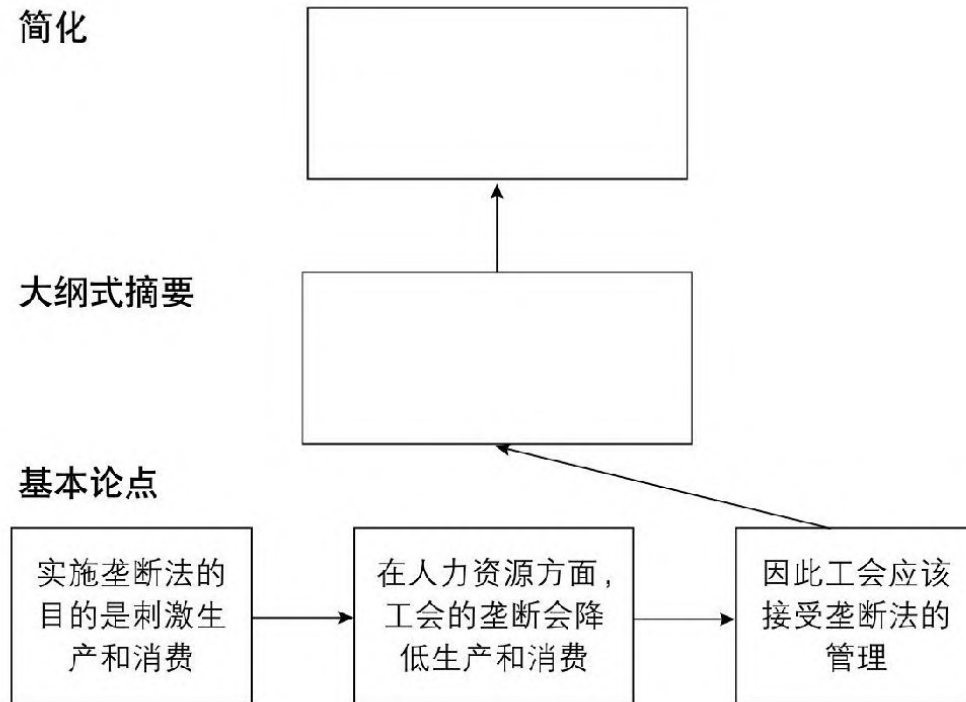 简化
大纲式摘要
基本论点
实施垄断法的
目的是刺激生
产和消费
在人力资源方面，
工会的垄断会降
低生产和消费
因此工会应该
接受垄断法的
管理